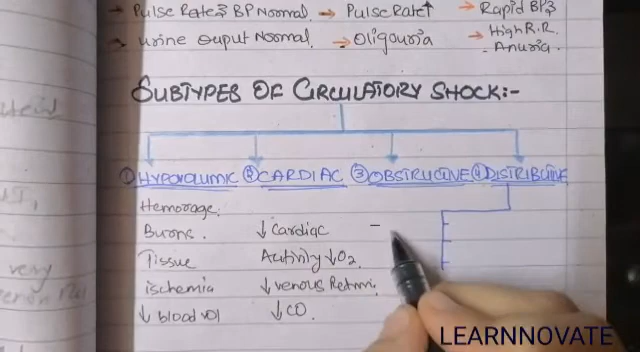 → Pulse Rate & BP Normal → Pulse Rate↑ → Rapid BP↓
→ Urine Ouput Normal. → Oligouria → High R.R.
- Anuria
SUBTYPES OF CIRCULATORY SHOCK:-
① HYPOVOLUMIC ② CARDIAC ③ OBSTRUCTIVE ④ DISTRIBUTIVE
Hemorage.
Burns. ↓ Cardiac -
Tissue Activity ↓O2.
ischemia ↓ venous Return.
↓ blood vol ↓ CO.
LEARNNOVATE